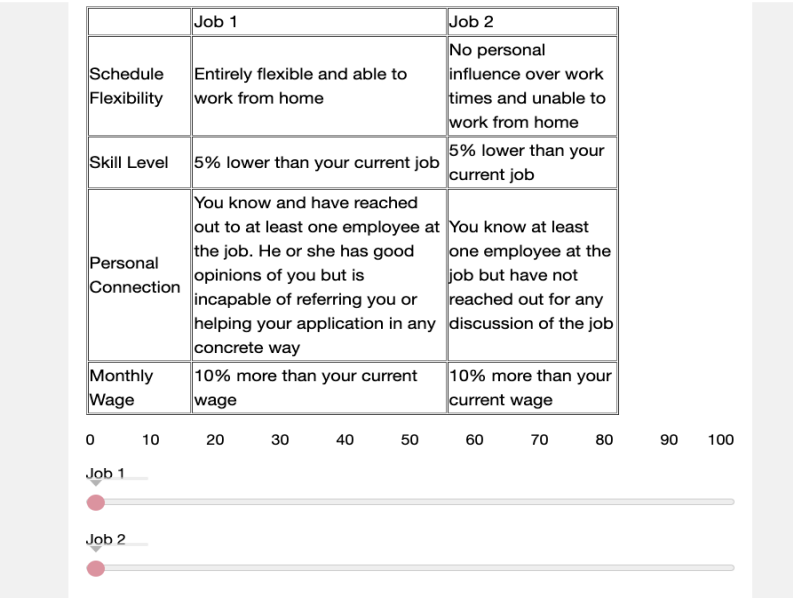 Job 1
Job 2
Schedule
Flexibility
Entirely flexible and able to
work from home
No personal
influence over work
times and unable to
work from home
Skill Level
5% lower than your current job
5% lower than your
current job
Personal
Connection
You know and have reached
out to at least one employee at
the job. He or she has good
opinions of you but is
incapable of referring you or
helping your application in any
concrete way
You know at least
one employee at the
job but have not
reached out for any
discussion of the job
Monthly
Wage
10% more than your current
wage
10% more than your
current wage
0 10 20 30 40 50 60 70 80 90 100
Job 1
Job 2